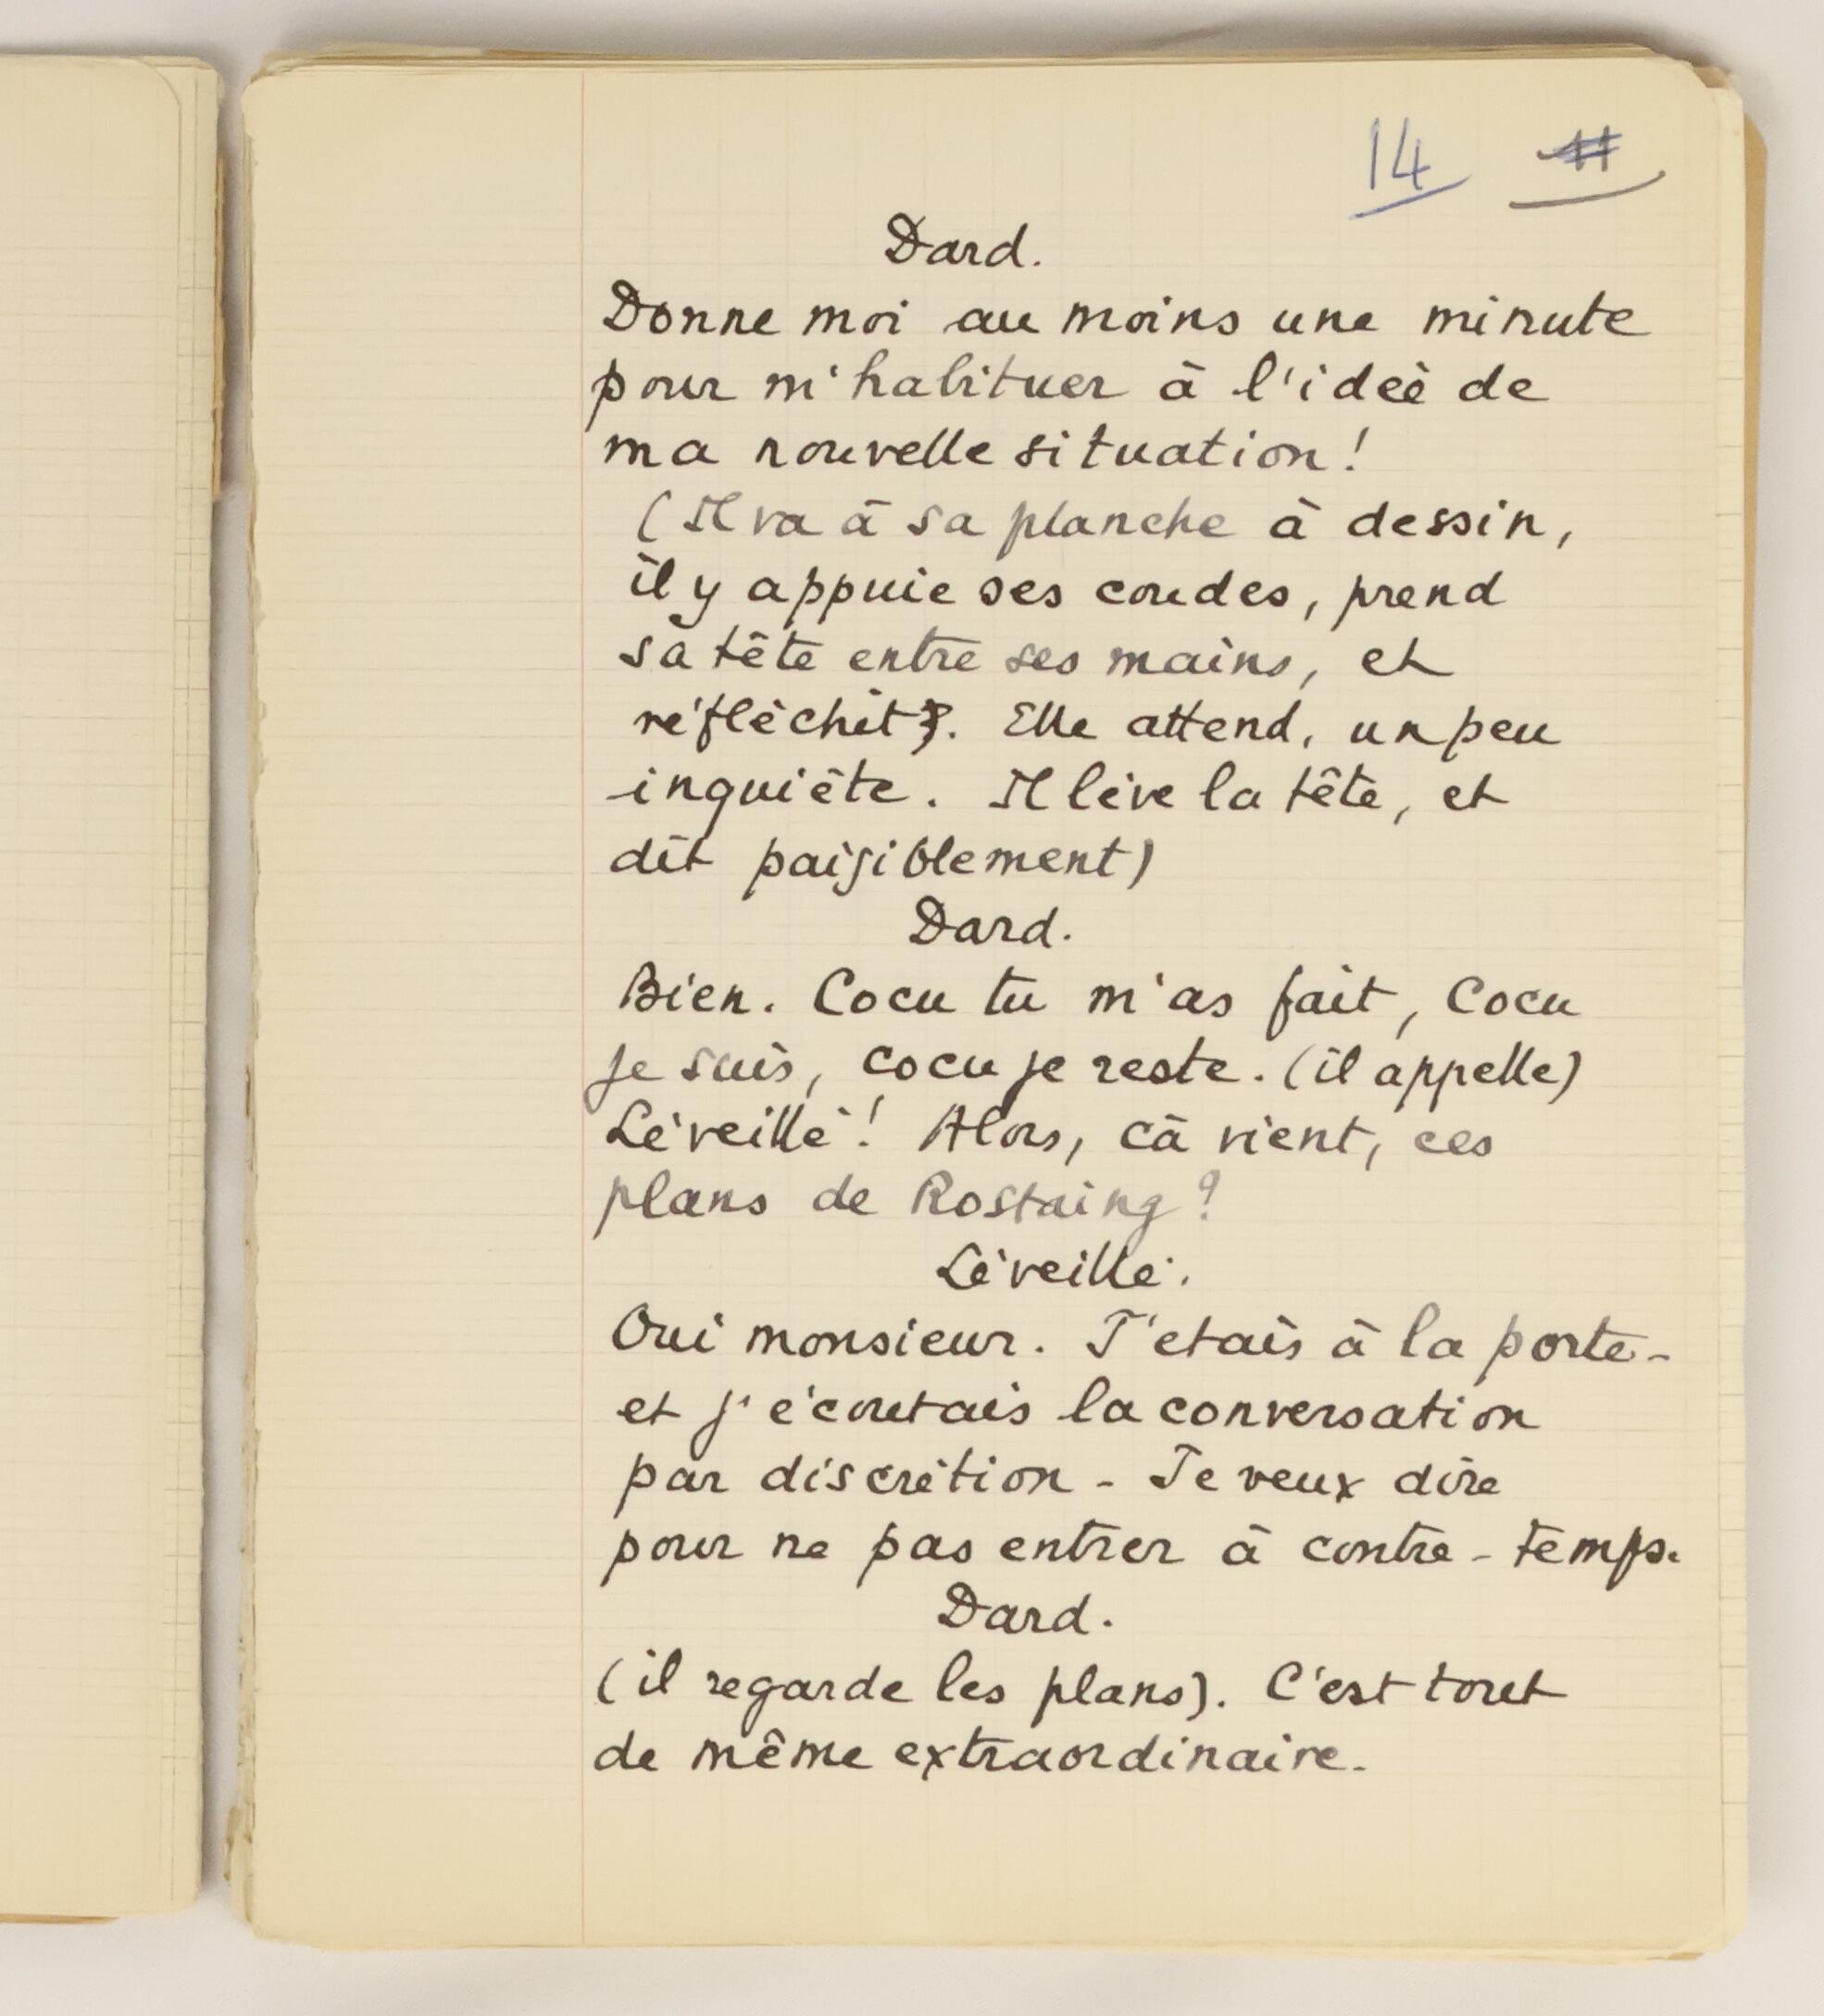 14 11
Dard.
Donne moi au moins une minute
pour m'habituer à l'idée de
ma nouvelle situation!
(Il va à sa planche à dessin,
il y appuie ses coudes, prend
sa tête entre ses mains, et
réfléchit. Elle attend, un peu
inquiète. Il lève la tête, et
dit paisiblement)
Dard.
Bien. Cocu tu m'as fait, Cocu
je suis, cocu je reste. (il appelle)
Léveillé! Alors, ca vient, ces
plans de Rostaing?
Léveillé.
Oui monsieur. J'etais à la porte -
et j'écoutais la conversation
par discrétion - Je veux dire
pour ne pas entrer à contre-temps.
Dard.
(il regarde les plans). C'est tout
de même extraordinaire.